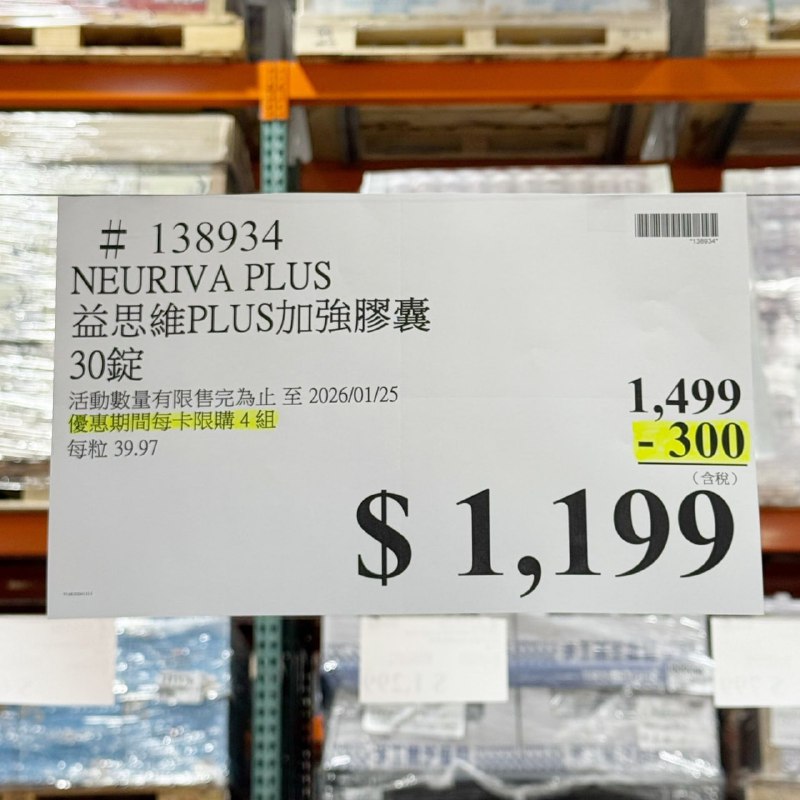 # 138934
*138934*
NEURIVA PLUS
益思維PLUS加強膠囊
30錠
活動數量有限售完為止 至 2026/01/25
優惠期間每卡限購 4 組
每粒 39.97
1,499
- 300
(含稅)
$ 1,199